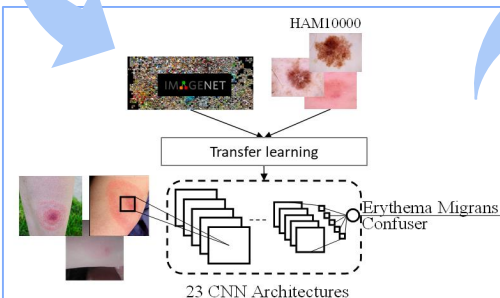 HAM10000
IMAGENET
Transfer learning
Erythema Migrans
Confuser
23 CNN Architectures